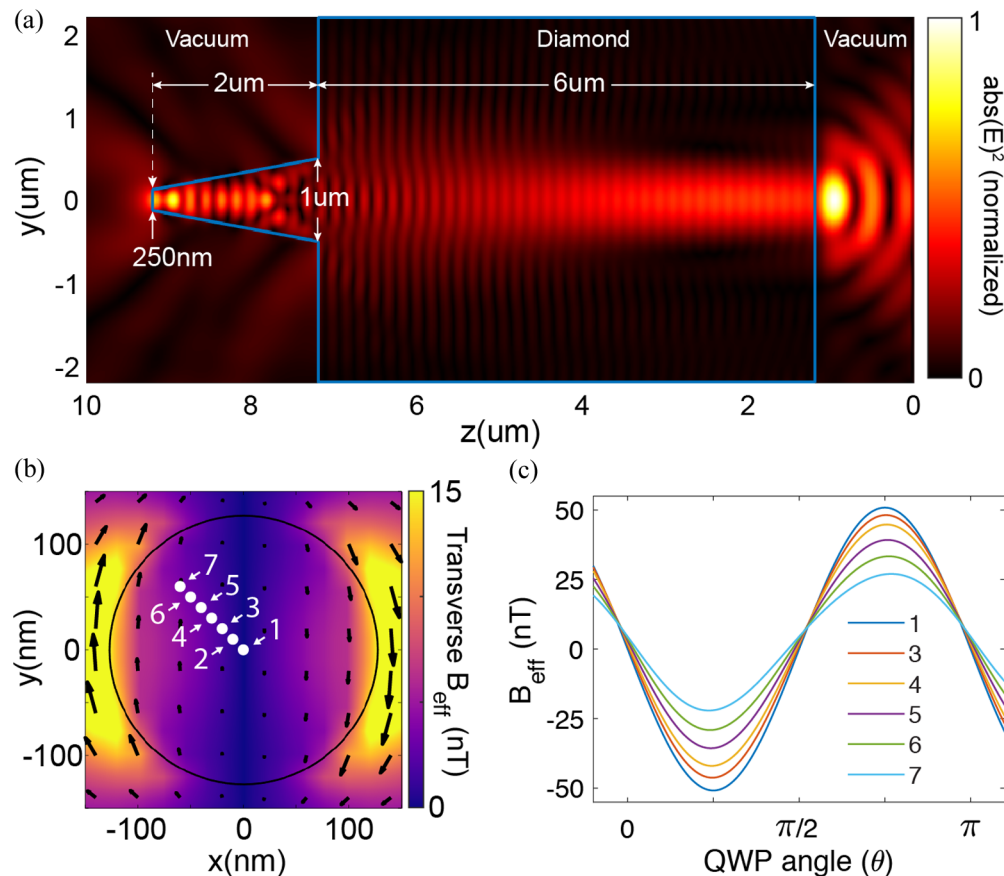 (a)
Vacuum
Diamond
Vacuum
2um
6um
1um
250nm
y(um)
2
1
0
-1
-2
10
8
6
4
2
0
z(um)
1
0
abs(E)² (normalized)
(b)
y(nm)
100
0
-100
-100
0
100
x(nm)
7
5
3
1
6
4
2
15
0
Transverse B_eff (nT)
(c)
B_eff (nT)
50
25
0
-25
-50
0
π/2
π
QWP angle (θ)
1
3
4
5
6
7